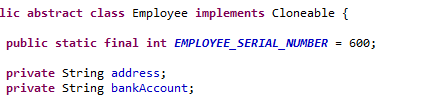 lic abstract class Employee implements Cloneable {
public static final int EMPLOYEE_SERIAL_NUMBER = 600;
private String address;
private String bankAccount;